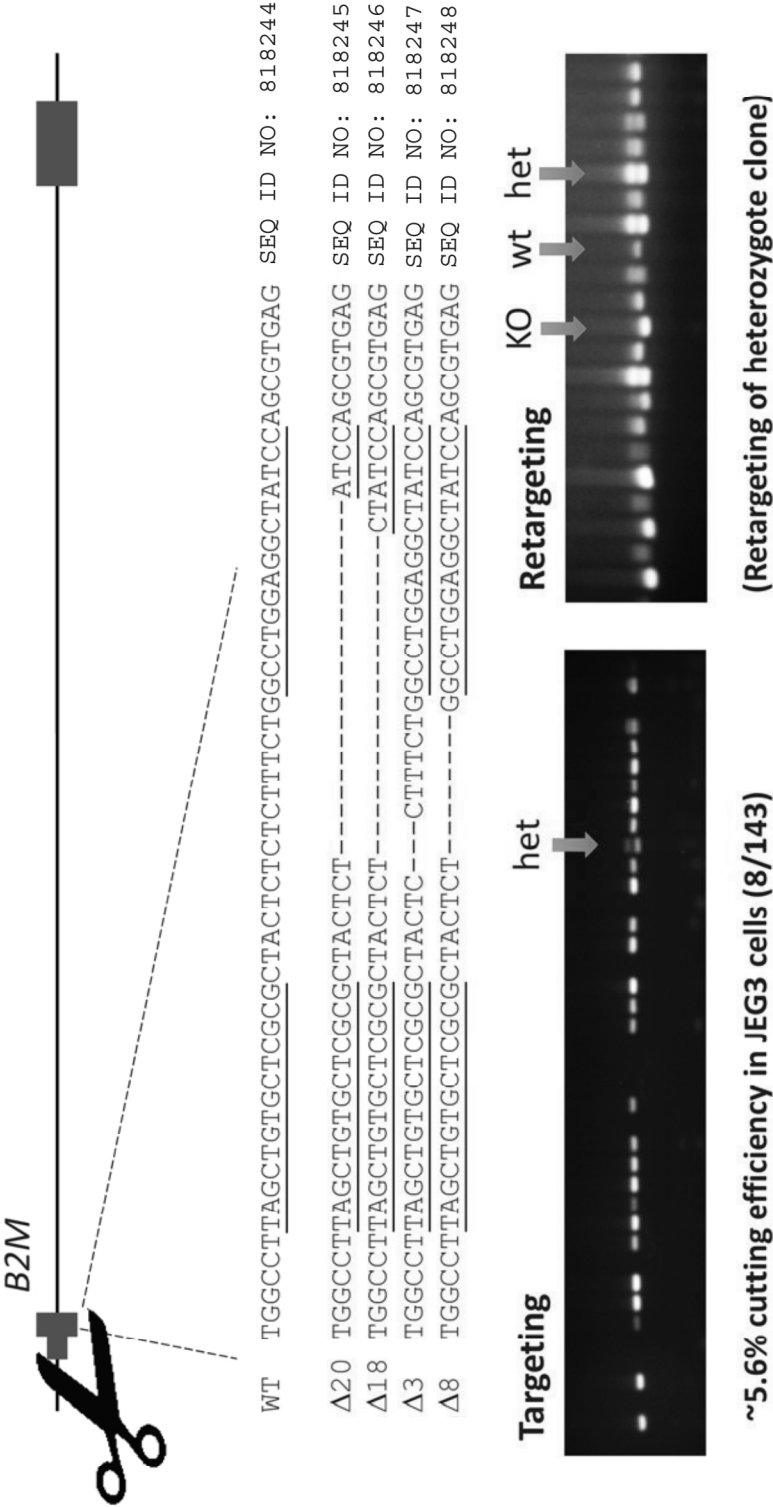 B2M
WT TGGCCTTAGCTGTGCTCGCGCTACTCTCTCTTTCTGGCCTGGAGGCTATCCAGCGTGAG SEQ ID NO: 818244
Δ20 TGGCCTTAGCTGTGCTCGCGCTACTCT--------------------ATCCAGCGTGAG SEQ ID NO: 818245
Δ18 TGGCCTTAGCTGTGCTCGCGCTACTCT------------------CTATCCAGCGTGAG SEQ ID NO: 818246
Δ3 TGGCCTTAGCTGTGCTCGCGCTACTC---CTTTCTGGCCTGGAGGCTATCCAGCGTGAG SEQ ID NO: 818247
Δ8 TGGCCTTAGCTGTGCTCGCGCTACTCT--------GGCCTGGAGGCTATCCAGCGTGAG SEQ ID NO: 818248
Targeting
het
~5.6% cutting efficiency in JEG3 cells (8/143)
Retargeting
KO wt het
(Retargeting of heterozygote clone)